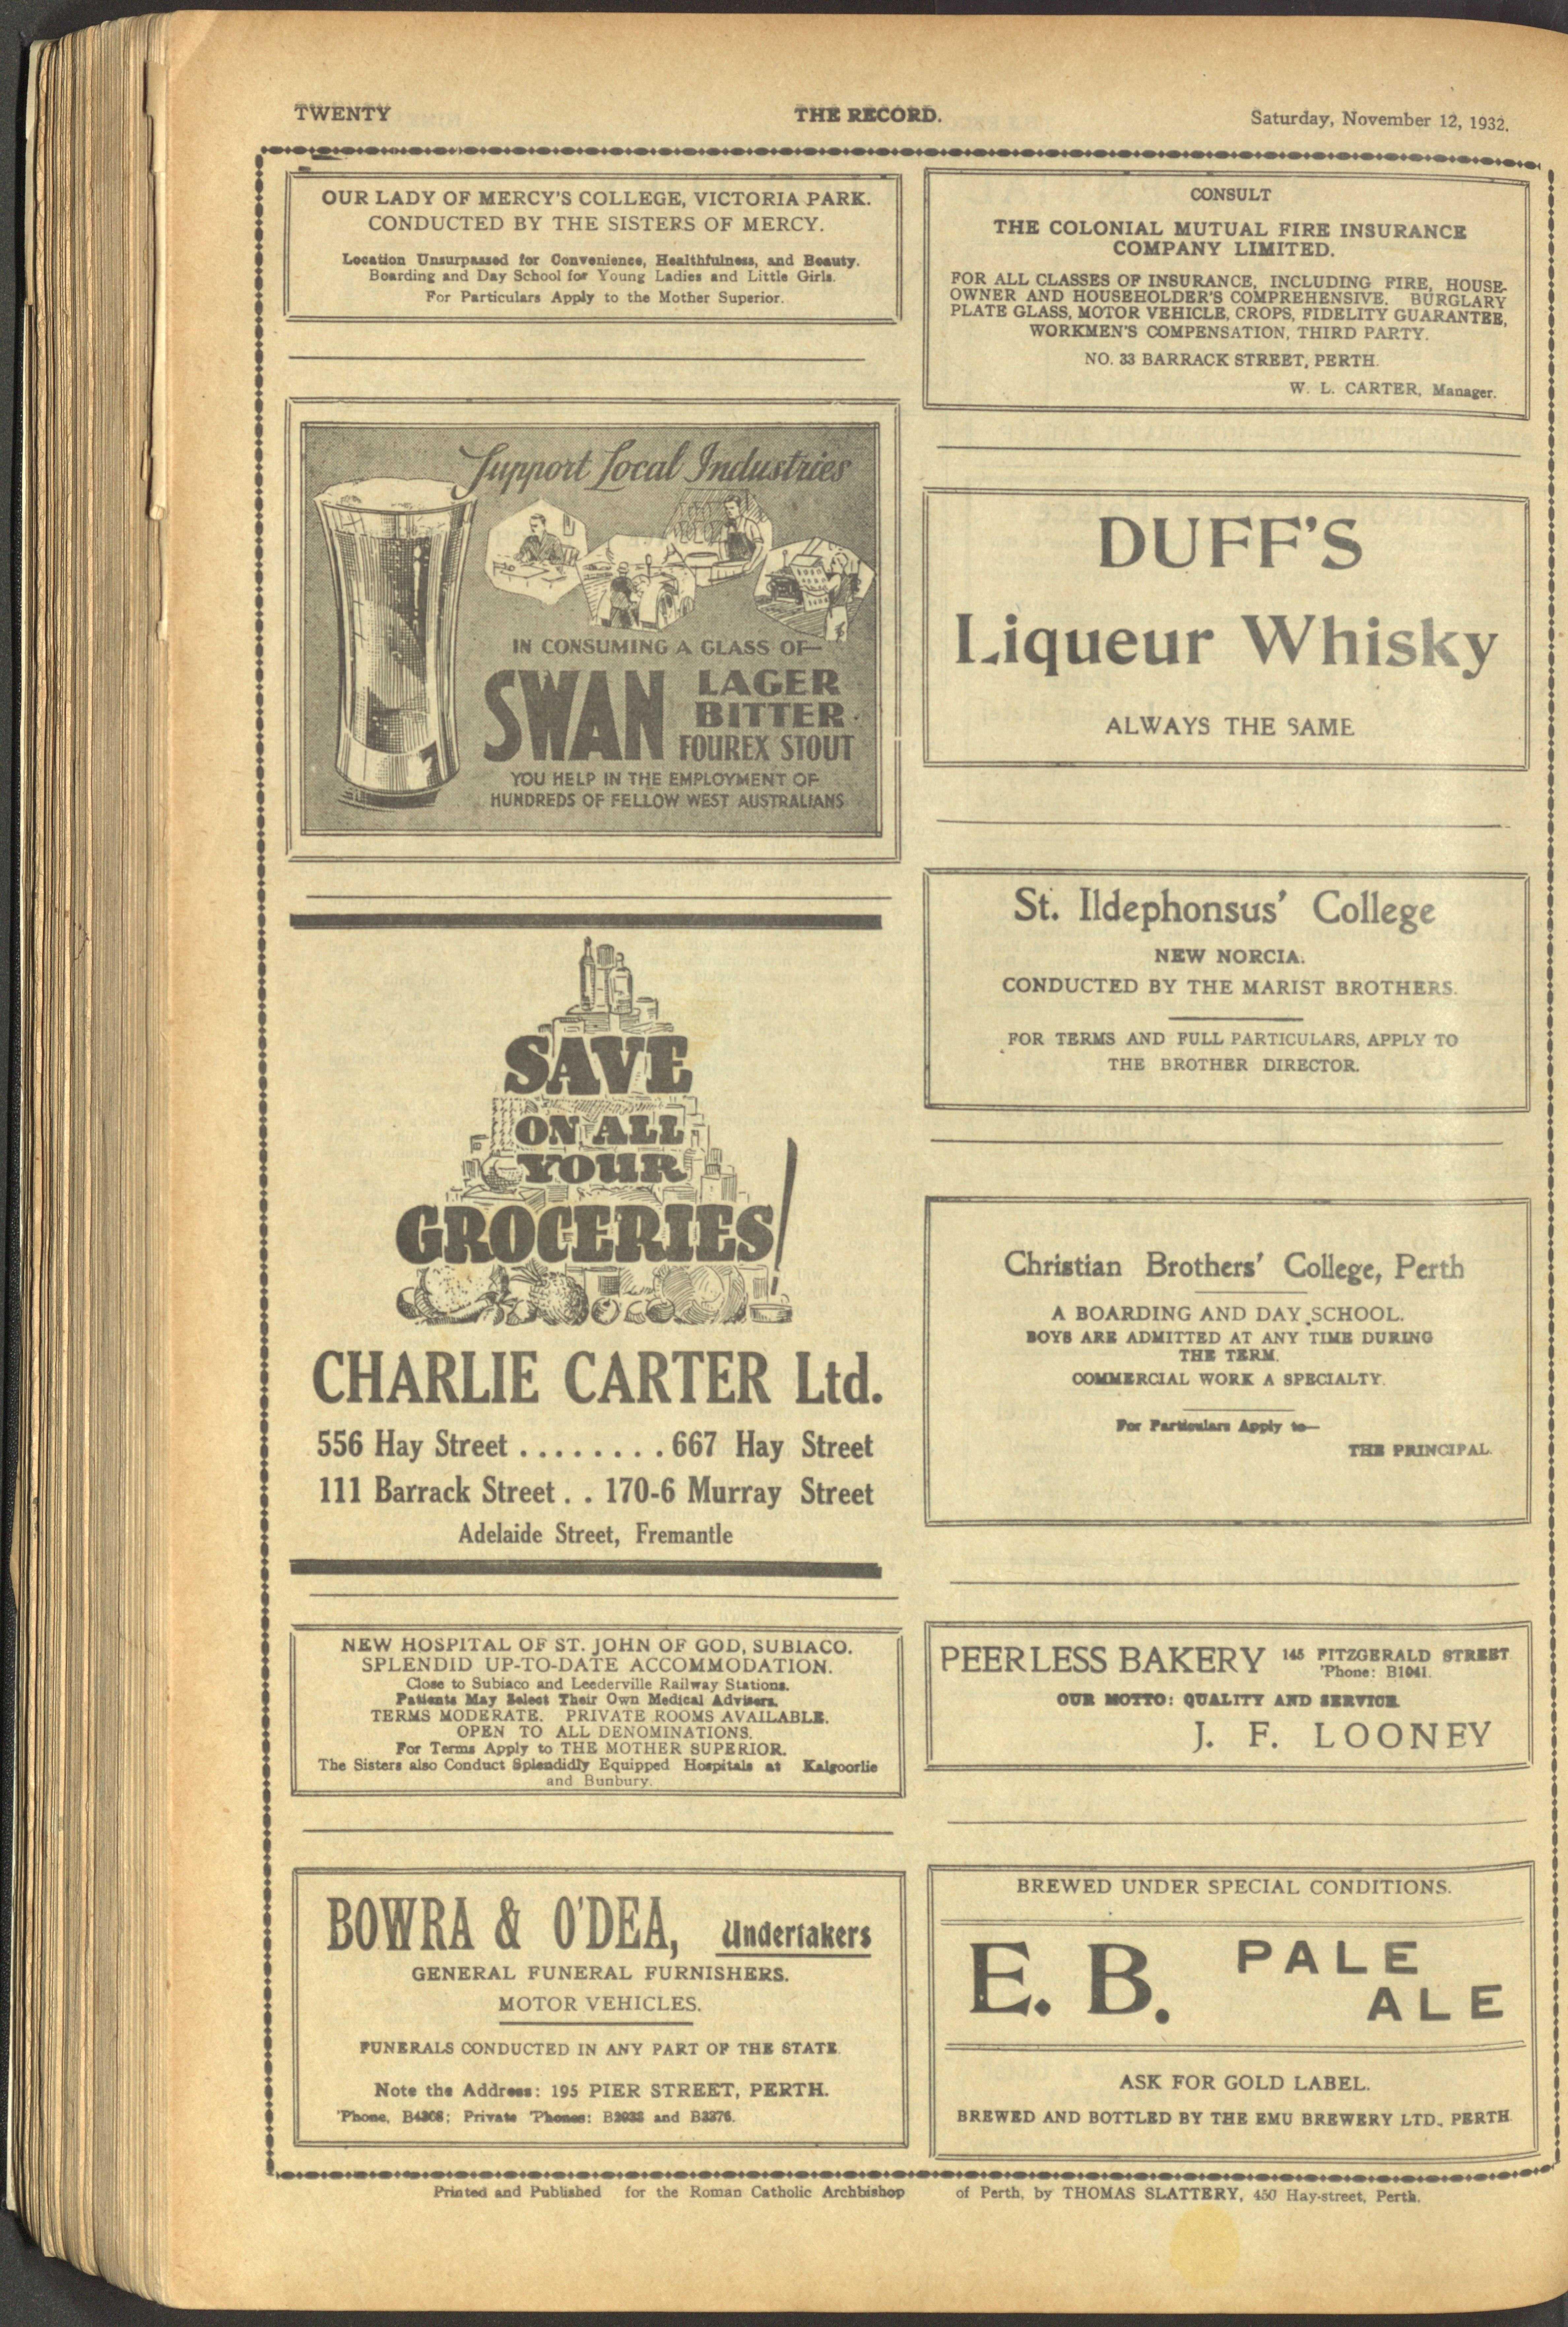 TWENTY
THE RECORD.
Saturday, November 12, 1932.
OUR LADY OF MERCY'S COLLEGE, VICTORIA PARK.
CONDUCTED BY THE SISTERS OF MERCY.
Location Unsurpassed for Convenience, Healthfulness, and Beauty.
Boarding and Day School for Young Ladies and Little Girls.
For Particulars Apply to the Mother Superior.
Support Local Industries
IN CONSUMING A GLASS OF—
SWAN LAGER
BITTER
FOUREX STOUT
YOU HELP IN THE EMPLOYMENT OF
HUNDREDS OF FELLOW WEST AUSTRALIANS
SAVE
ON ALL
YOUR
GROCERIES!
CHARLIE CARTER Ltd.
556 Hay Street ........ 667 Hay Street
111 Barrack Street .. 170-6 Murray Street
Adelaide Street, Fremantle
NEW HOSPITAL OF ST. JOHN OF GOD, SUBIACO.
SPLENDID UP-TO-DATE ACCOMMODATION.
Close to Subiaco and Leederville Railway Stations.
Patients May Select Their Own Medical Advisers.
TERMS MODERATE. PRIVATE ROOMS AVAILABLE.
OPEN TO ALL DENOMINATIONS.
For Terms Apply to THE MOTHER SUPERIOR.
The Sisters also Conduct Splendidly Equipped Hospitals at Kalgoorlie
and Bunbury.
BOWRA & O'DEA, Undertakers
GENERAL FUNERAL FURNISHERS.
MOTOR VEHICLES.
FUNERALS CONDUCTED IN ANY PART OF THE STATE
Note the Address: 195 PIER STREET, PERTH.
'Phone, B4308; Private 'Phones: and B3376.
CONSULT
THE COLONIAL MUTUAL FIRE INSURANCE
COMPANY LIMITED.
FOR ALL CLASSES OF INSURANCE, INCLUDING FIRE, HOUSE-
OWNER AND HOUSEHOLDER'S COMPREHENSIVE. BURGLARY
PLATE GLASS, MOTOR VEHICLE, CROPS, FIDELITY GUARANTEE,
WORKMEN'S COMPENSATION, THIRD PARTY.
NO. 33 BARRACK STREET, PERTH.
W. L. CARTER, Manager.
DUFF'S
Liqueur Whisky
ALWAYS THE SAME
St. Ildephonsus' College
NEW NORCIA.
CONDUCTED BY THE MARIST BROTHERS.
FOR TERMS AND FULL PARTICULARS, APPLY TO
THE BROTHER DIRECTOR.
Christian Brothers' College, Perth
A BOARDING AND DAY SCHOOL.
BOYS ARE ADMITTED AT ANY TIME DURING
THE TERM.
COMMERCIAL WORK A SPECIALTY.
For Particulars Apply to—
THE PRINCIPAL.
PEERLESS BAKERY 145 FITZGERALD STREET
'Phone: B1041.
OUR MOTTO: QUALITY AND SERVICE
J. F. LOONEY
BREWED UNDER SPECIAL CONDITIONS.
E. B. PALE
ALE
ASK FOR GOLD LABEL.
BREWED AND BOTTLED BY THE EMU BREWERY LTD., PERTH
Printed and Published for the Roman Catholic Archbishop of Perth, by THOMAS SLATTERY, 450 Hay-street, Perth.